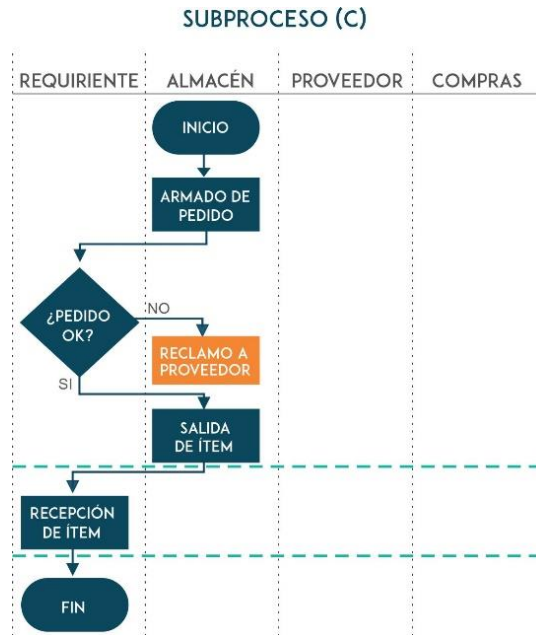 SUBPROCESO (C)
REQUIRIENTE ALMACÉN PROVEEDOR COMPRAS
INICIO
ARMADO DE
PEDIDO
¿PEDIDO
OK?
NO
RECLAMO A
PROVEEDOR
SI
SALIDA
DE ÍTEM
RECEPCIÓN
DE ÍTEM
FIN